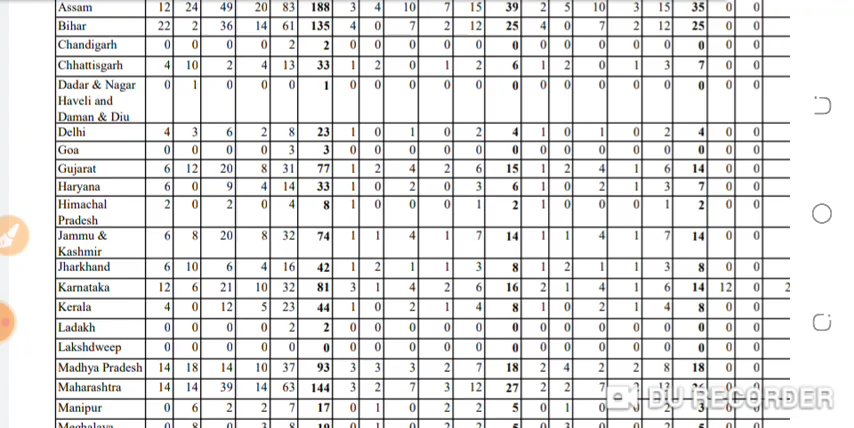 Assam 12 24 49 20 83 188 3 4 10 7 15 39 2 5 10 3 15 35 0 0
Bihar 22 2 36 14 61 135 4 0 7 2 12 25 4 0 7 2 12 25 0 0
Chandigarh 0 0 0 0 2 2 0 0 0 0 0 0 0 0 0 0 0 0 0 0
Chhattisgarh 4 10 2 4 13 33 1 2 0 1 2 6 1 2 0 1 3 7 0 0
Dadar & Nagar 0 1 0 0 0 1 0 0 0 0 0 0 0 0 0 0 0 0 0 0
Haveli and
Daman & Diu
Delhi 4 3 6 2 8 23 1 0 1 0 2 4 1 0 1 0 2 4 0 0
Goa 0 0 0 0 3 3 0 0 0 0 0 0 0 0 0 0 0 0 0 0
Gujarat 6 12 20 8 31 77 1 2 4 2 6 15 1 2 4 1 6 14 0 0
Haryana 6 0 9 4 14 33 1 0 2 0 3 6 1 0 2 1 3 7 0 0
Himachal 2 0 2 0 4 8 1 0 0 0 1 2 1 0 0 0 1 2 0 0
Pradesh
Jammu & 6 8 20 8 32 74 1 1 4 1 7 14 1 1 4 1 7 14 0 0
Kashmir
Jharkhand 6 10 6 4 16 42 1 2 1 1 3 8 1 2 1 1 3 8 0 0
Karnataka 12 6 21 10 32 81 3 1 4 2 6 16 2 1 4 1 6 14 12 0 2
Kerala 4 0 12 5 23 44 1 0 2 1 4 8 1 0 2 1 4 8 0 0
Ladakh 0 0 0 0 2 2 0 0 0 0 0 0 0 0 0 0 0 0 0 0
Lakshdweep 0 0 0 0 0 0 0 0 0 0 0 0 0 0 0 0 0 0 0 0
Madhya Pradesh 14 18 14 10 37 93 3 3 3 2 7 18 2 4 2 2 8 18 0 0
Maharashtra 14 14 39 14 63 144 3 2 7 3 12 27 2 2 7 0 0
Manipur 0 6 2 2 7 17 0 1 0 2 2 5 0 1 0 3 0 0
DU RECORDER